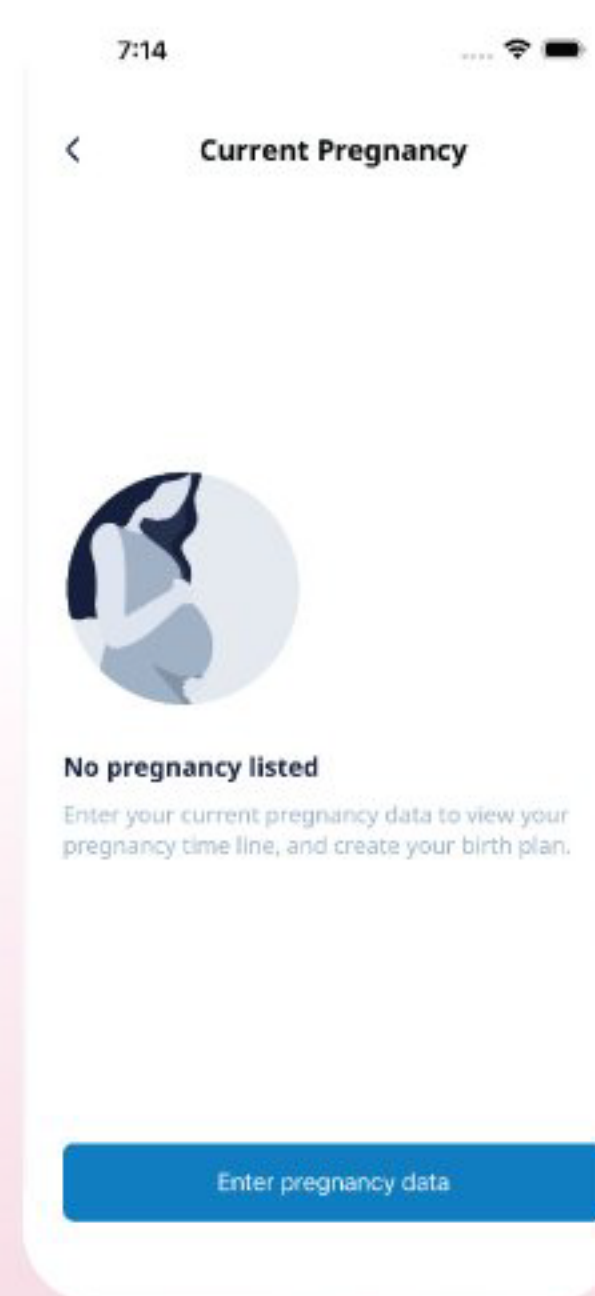 7:14
Current Pregnancy
No pregnancy listed
Enter your current pregnancy data to view your
pregnancy time line, and create your birth plan.
Enter pregnancy data